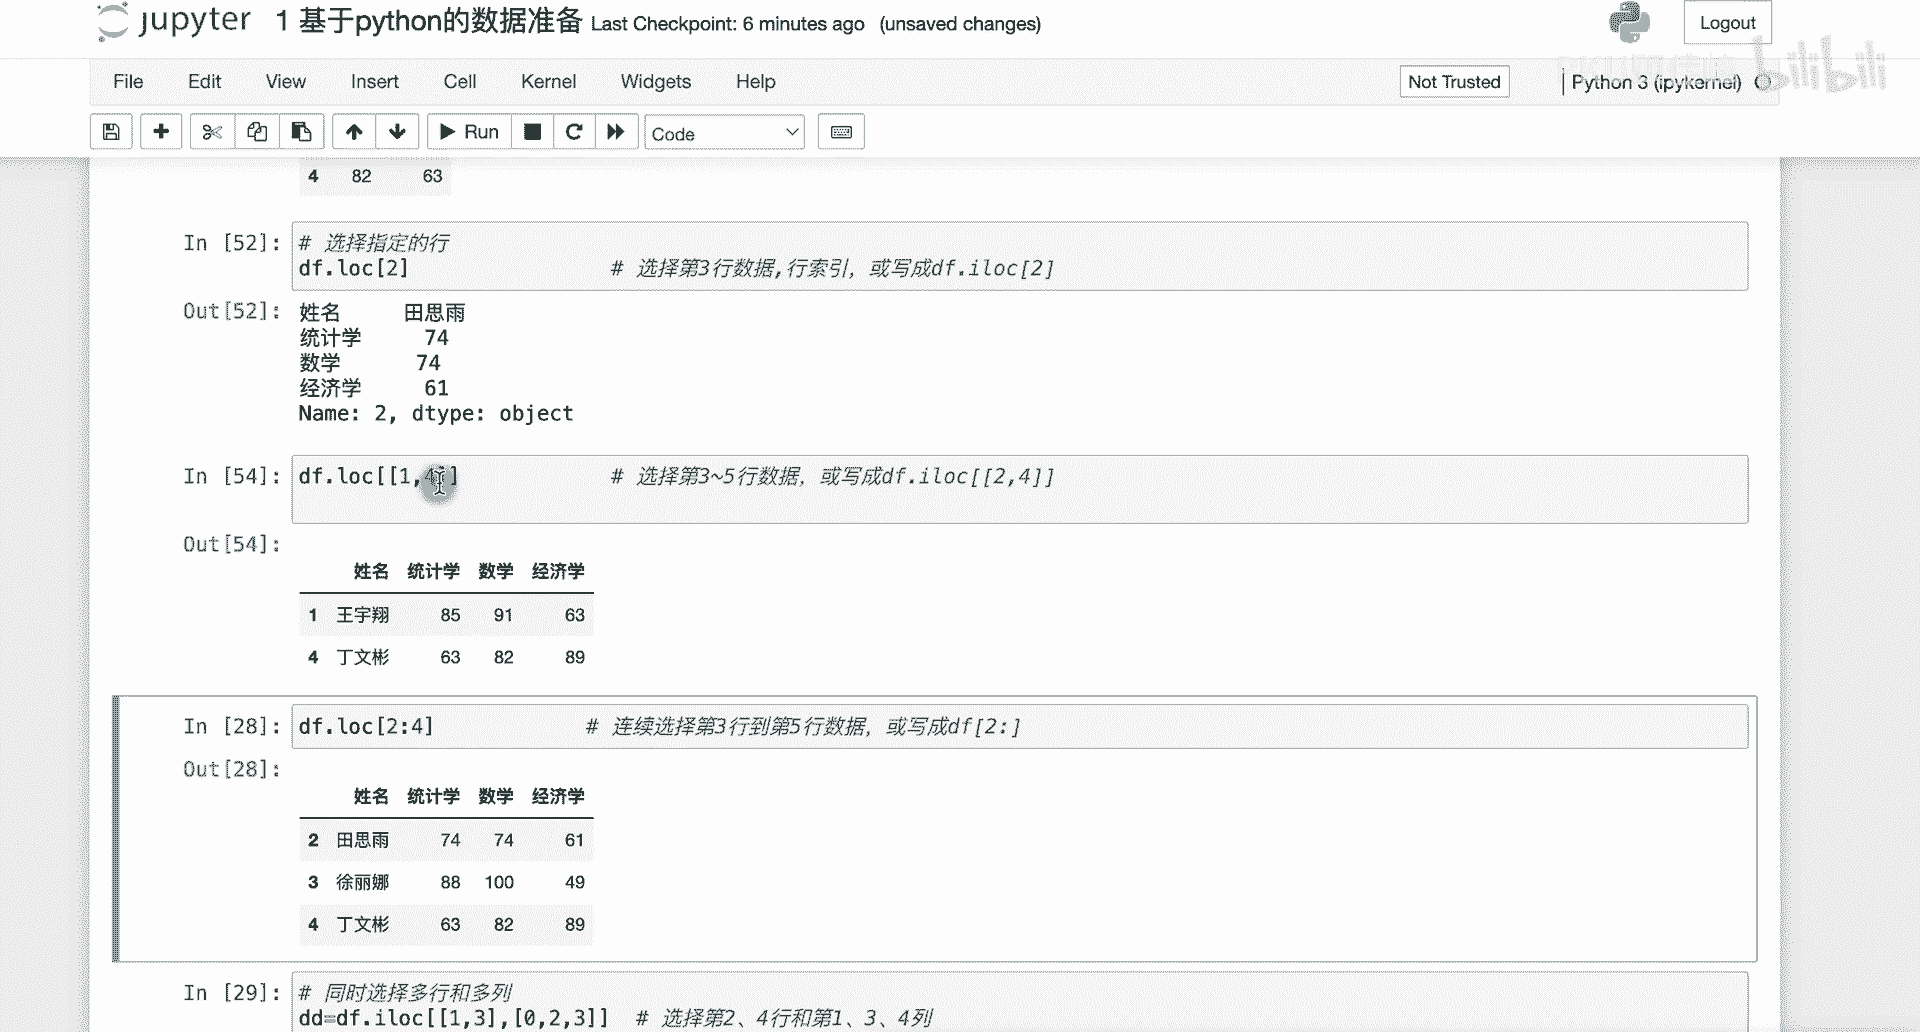 jupyter 1 基于python的数据准备 Last Checkpoint: 6 minutes ago (unsaved changes)
Logout
File Edit View Insert Cell Kernel Widgets Help
Not Trusted
Python 3 (ipykernel)
bilibili
Run
Code
4 82 63
In [52]: # 选择指定的行
df.loc[2] # 选择第3行数据,行索引，或写成df.iloc[2]
Out[52]: 姓名 田思雨
统计学 74
数学 74
经济学 61
Name: 2, dtype: object
In [54]: df.loc[[1,4]] # 选择第3~5行数据，或写成df.iloc[[2,4]]
Out[54]:
姓名 统计学 数学 经济学
1 王宇翔 85 91 63
4 丁文彬 63 82 89
In [28]: df.loc[2:4] # 连续选择第3行到第5行数据，或写成df[2:]
Out[28]:
姓名 统计学 数学 经济学
2 田思雨 74 74 61
3 徐丽娜 88 100 49
4 丁文彬 63 82 89
In [29]: # 同时选择多行和多列
dd=df.iloc[[1,3],[0,2,3]] # 选择第2、4行和第1、3、4列